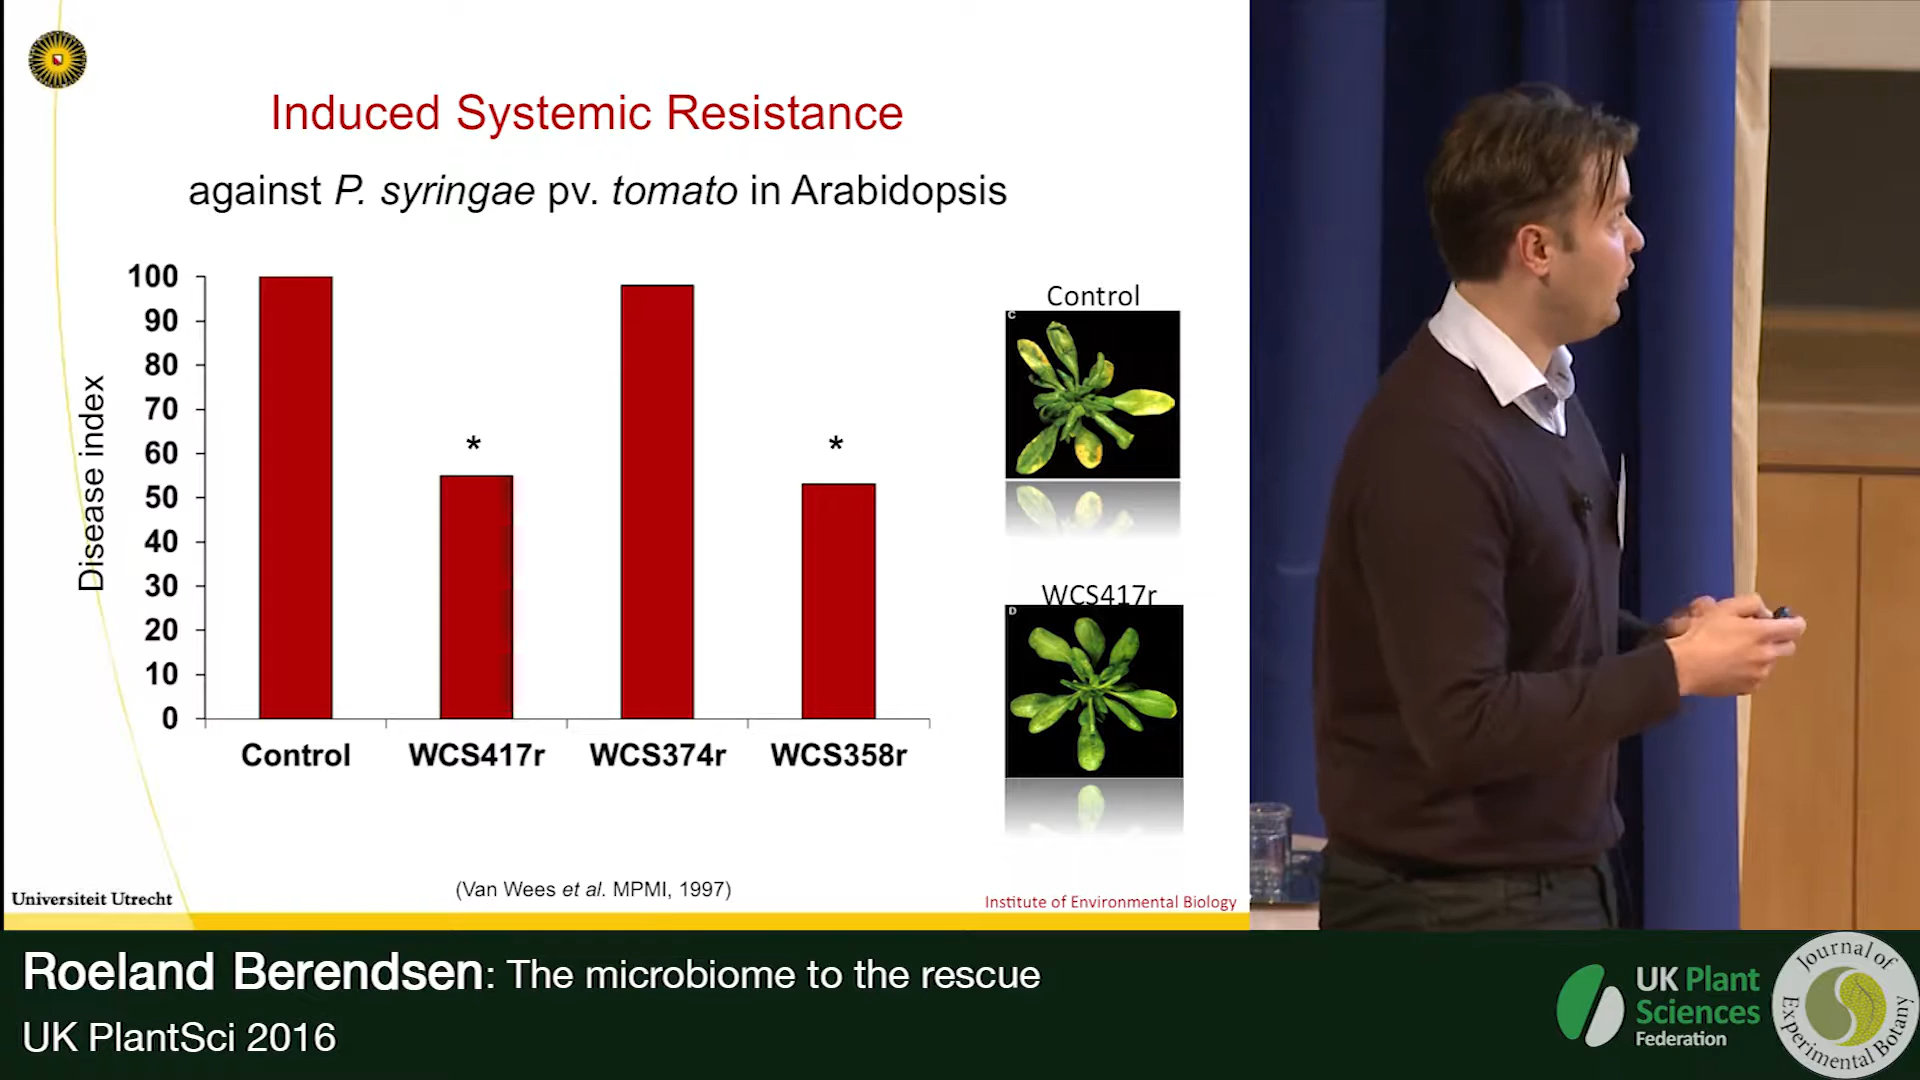 Induced Systemic Resistance
against P. syringae pv. tomato in Arabidopsis
Disease index
100
90
80
70
60
50
40
30
20
10
0
*
*
Control
WCS417r
WCS374r
WCS358r
Control
C
WCS417r
D
(Van Wees et al. MPMI, 1997)
Universiteit Utrecht
Institute of Environmental Biology
Roeland Berendsen: The microbiome to the rescue
UK PlantSci 2016
UK Plant
Sciences
Federation
Journal of
Experimental Botany